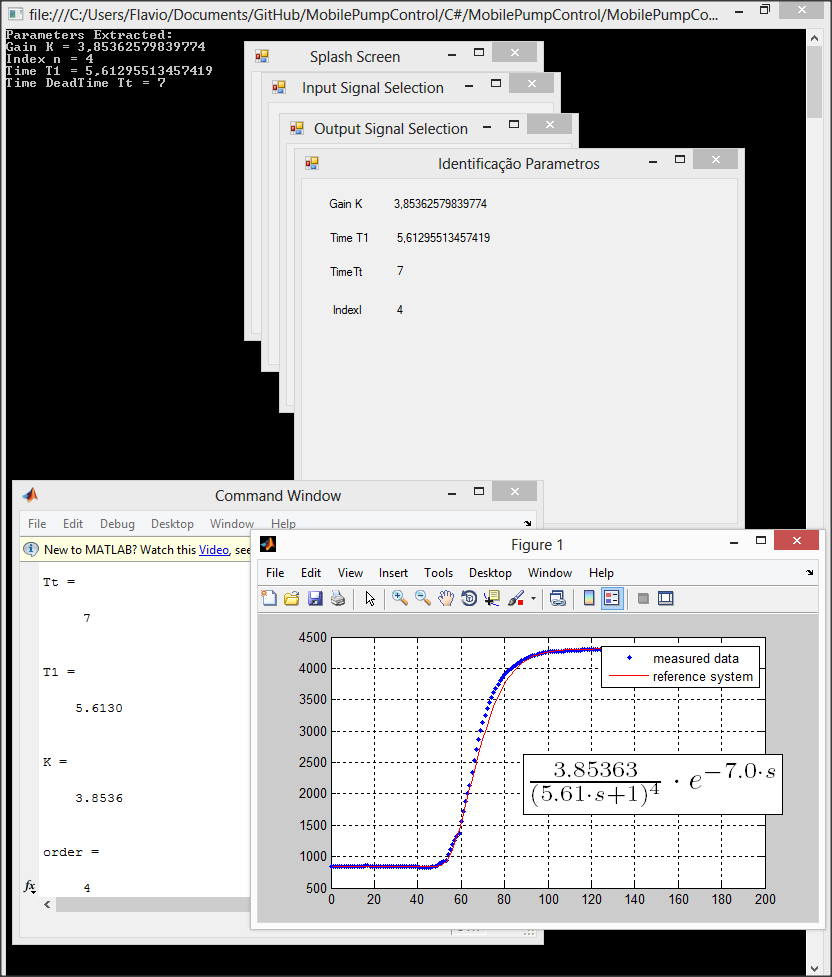 file:///C:/Users/Flavio/Documents/GitHub/MobilePumpControl/C#/MobilePumpControl/MobilePumpCo...
Parameters Extracted:
Gain K = 3,85362579839774
Index n = 4
Time T1 = 5,61295513457419
Time DeadTime Tt = 7
Splash Screen
Input Signal Selection
Output Signal Selection
Identificação Parametros
Gain K 3,85362579839774
Time T1 5,61295513457419
TimeTt 7
IndexI 4
Command Window
File Edit Debug Desktop Window Help
New to MATLAB? Watch this Video, see
Tt =
7
T1 =
5.6130
K =
3.8536
order =
4
fx
Figure 1
File Edit View Insert Tools Desktop Window Help
4500
4000
3500
3000
2500
2000
1500
1000
500
0 20 40 60 80 100 120 140 160 180 200
measured data
reference system
3.85363
(5.61·s+1)^4 · e^−7.0·s